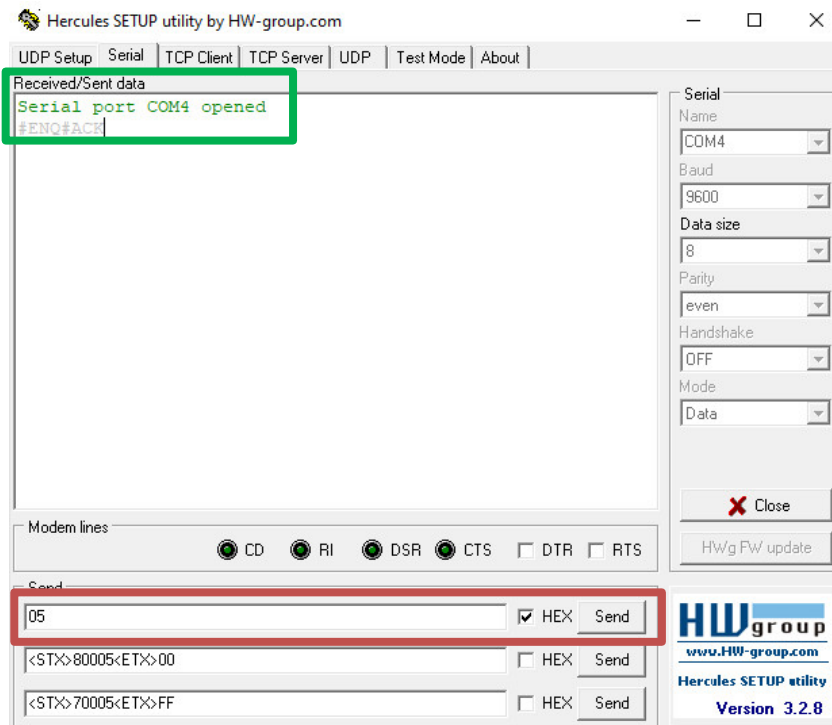 Hercules SETUP utility by HW-group.com
UDP Setup Serial TCP Client TCP Server UDP Test Mode About
Received/Sent data
Serial port COM4 opened
#ENQ#ACK
Serial
Name
COM4
Baud
9600
Data size
8
Parity
even
Handshake
OFF
Mode
Data
Close
HWg FW update
Modem lines
CD RI DSR CTS DTR RTS
Send
05 HEX Send
<STX>80005<ETX>00 HEX Send
<STX>70005<ETX>FF HEX Send
HWgroup
www.HW-group.com
Hercules SETUP utility
Version 3.2.8